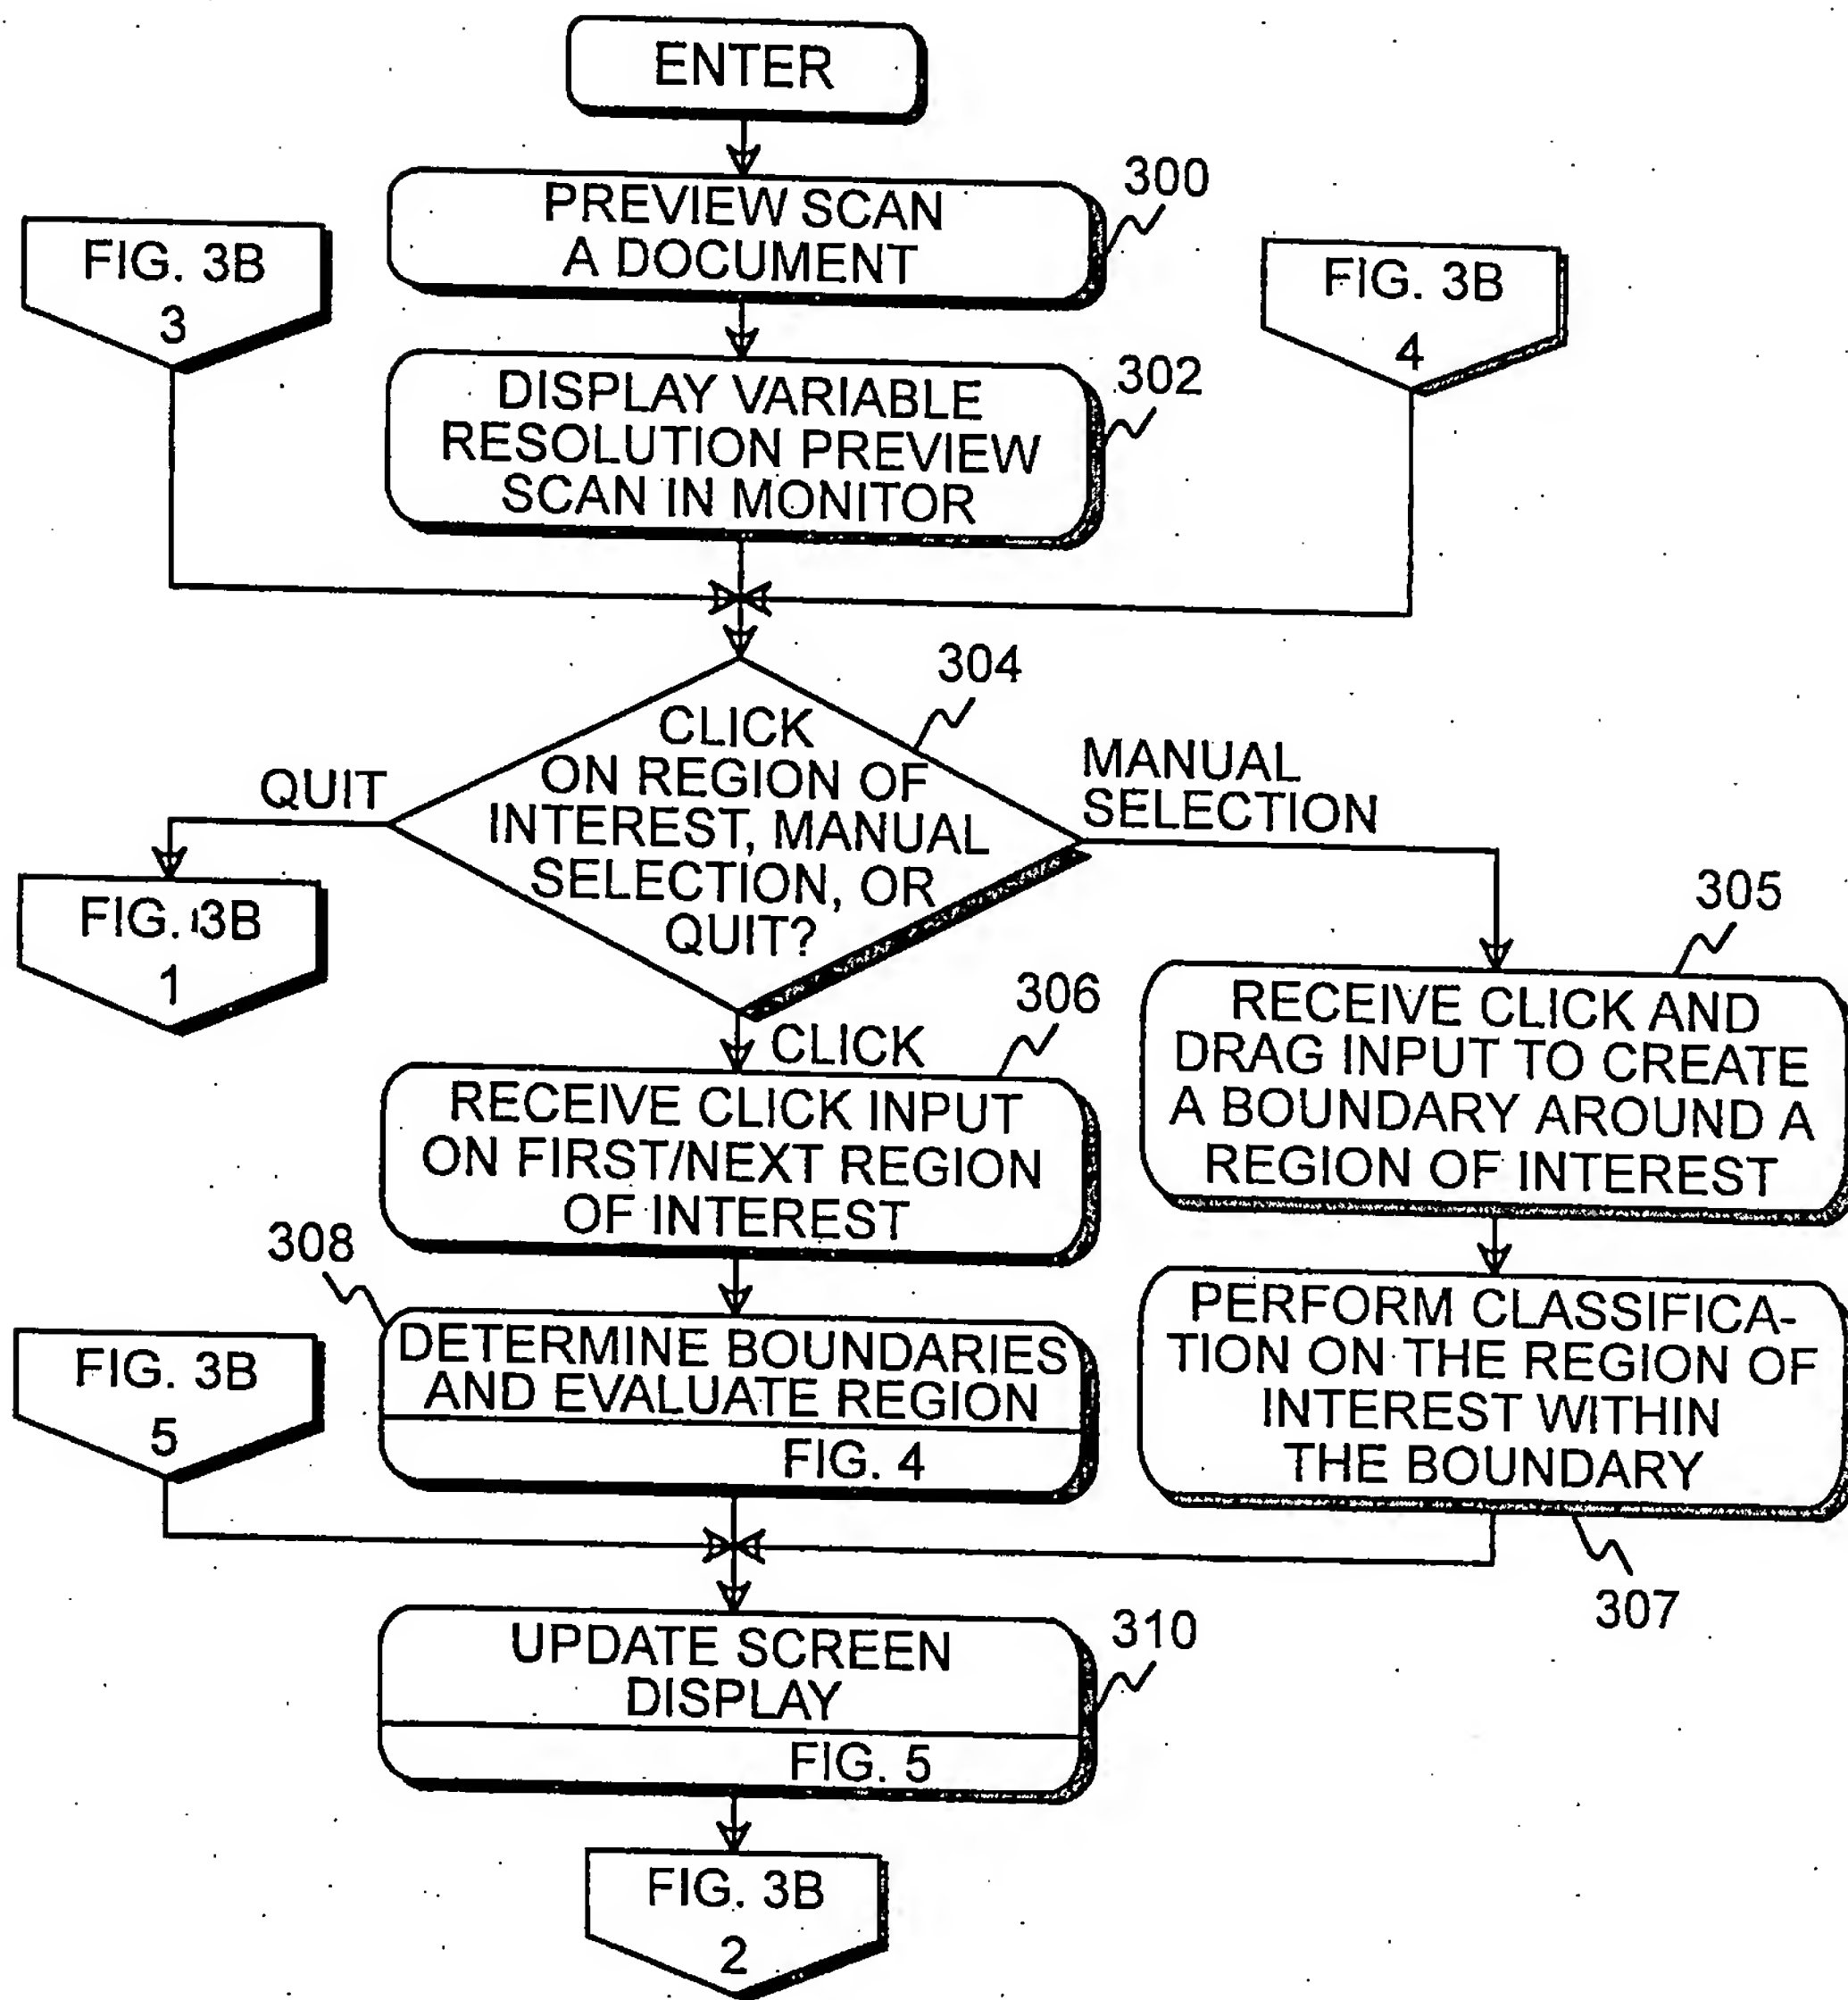 ENTER
300
PREVIEW SCAN
A DOCUMENT
FIG. 3B
3
FIG. 3B
4
302
DISPLAY VARIABLE
RESOLUTION PREVIEW
SCAN IN MONITOR
304
CLICK
ON REGION OF
INTEREST, MANUAL
SELECTION, OR
QUIT?
QUIT
MANUAL
SELECTION
FIG. 3B
1
305
RECEIVE CLICK AND
DRAG INPUT TO CREATE
A BOUNDARY AROUND A
REGION OF INTEREST
306
CLICK
RECEIVE CLICK INPUT
ON FIRST/NEXT REGION
OF INTEREST
308
DETERMINE BOUNDARIES
AND EVALUATE REGION
FIG. 4
PERFORM CLASSIFICA-
TION ON THE REGION OF
INTEREST WITHIN
THE BOUNDARY
307
FIG. 3B
5
310
UPDATE SCREEN
DISPLAY
FIG. 5
FIG. 3B
2